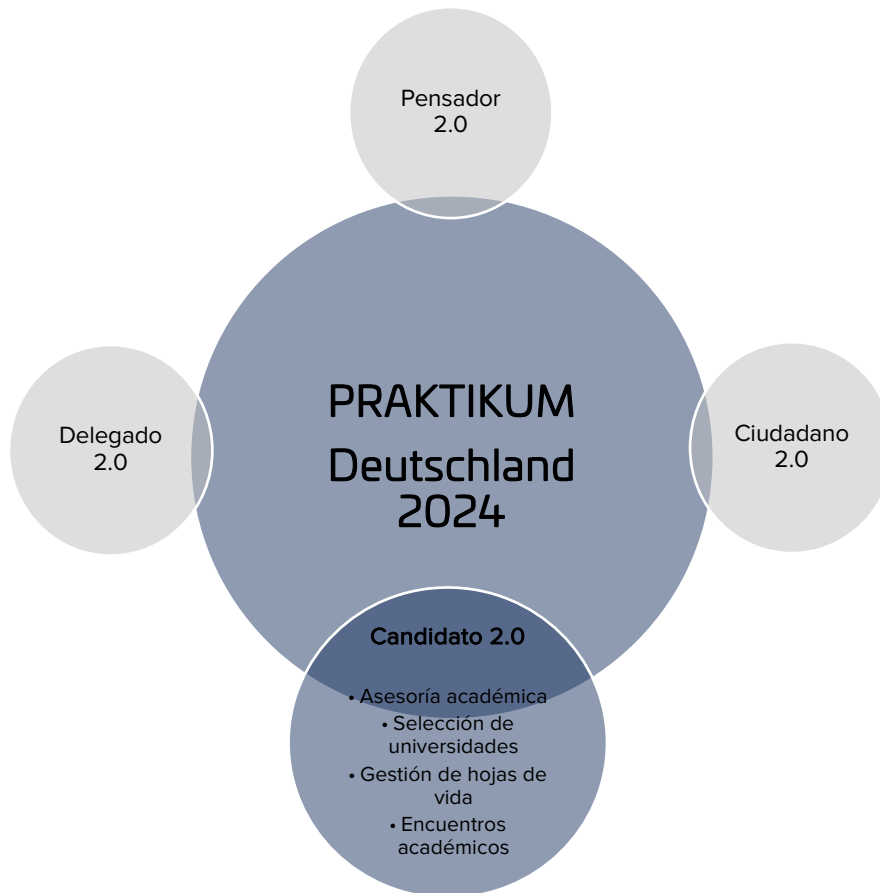 Pensador
2.0
Delegado
2.0
PRAKTIKUM
Deutschland
2024
Ciudadano
2.0
Candidato 2.0
• Asesoría académica
• Selección de
universidades
• Gestión de hojas de
vida
• Encuentros
académicos